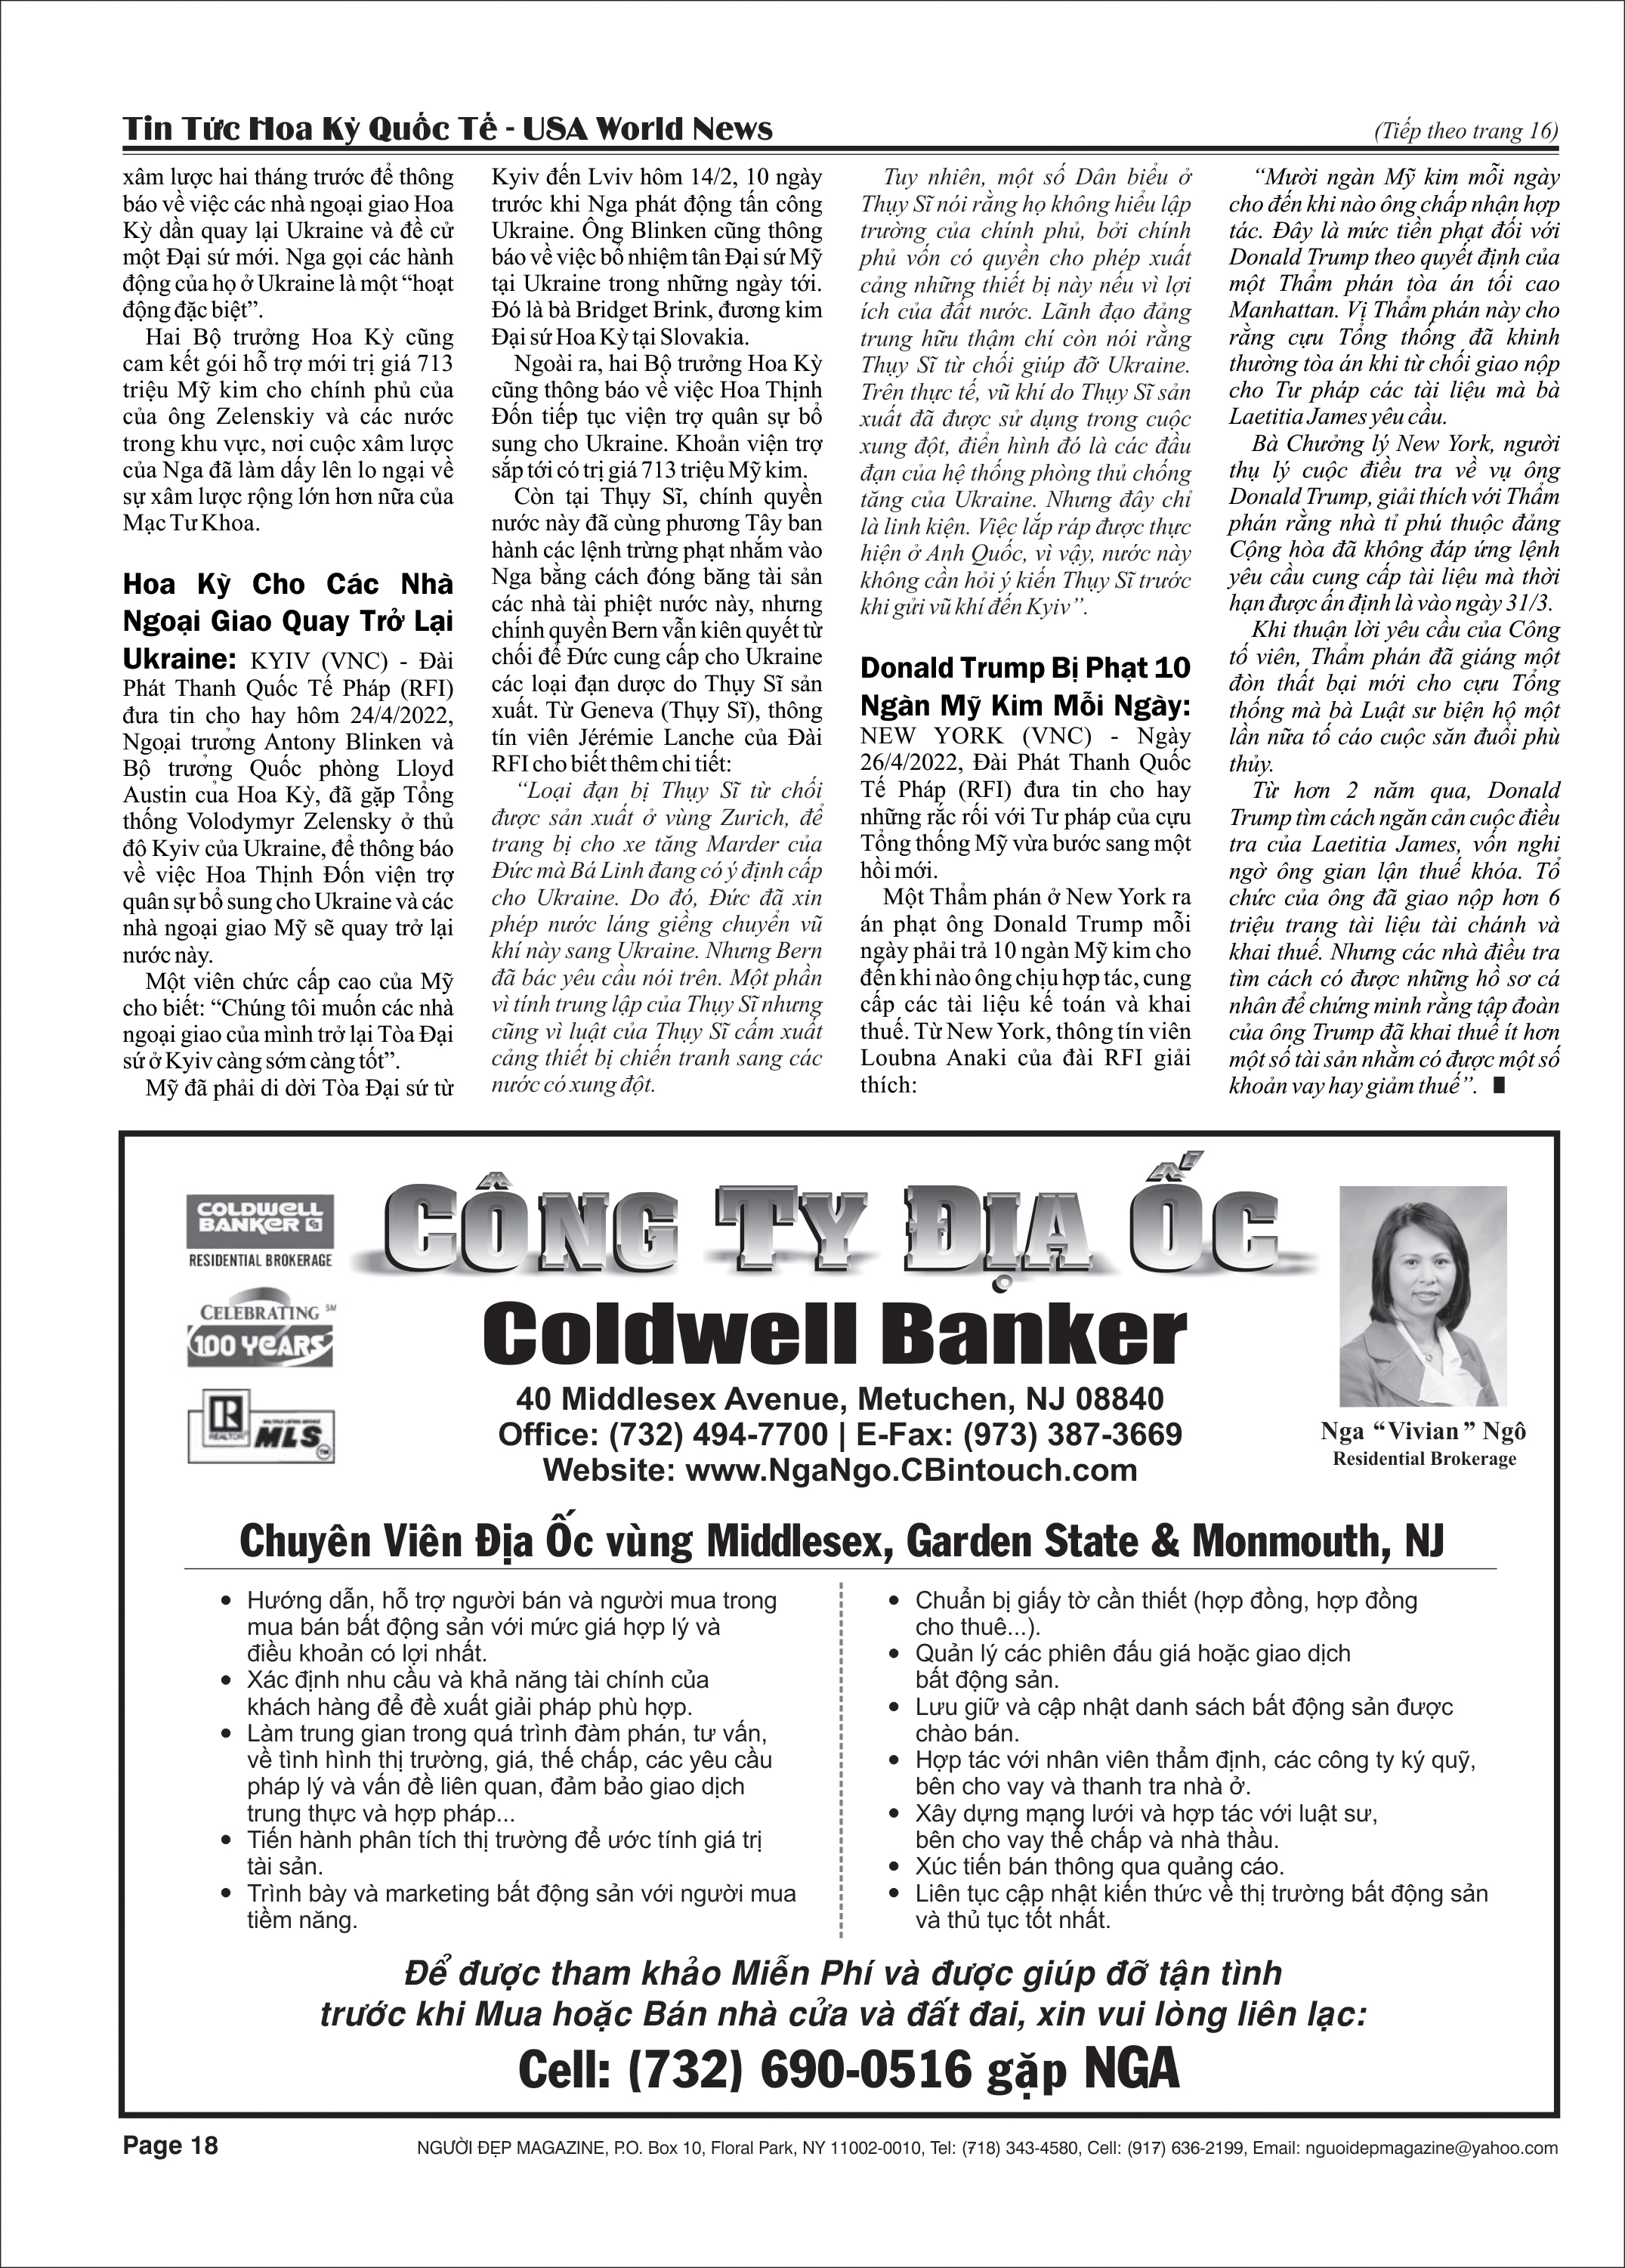 Tin Tức Hoa Kỳ Quốc Tế - USA World News
(Tiếp theo trang 16)
xâm lược hai tháng trước để thông
báo về việc các nhà ngoại giao Hoa
Kỳ dần quay lại Ukraine và đề cử
một Đại sứ mới. Nga gọi các hành
động của họ ở Ukraine là một “hoạt
động đặc biệt”.
Hai Bộ trưởng Hoa Kỳ cũng
cam kết gói hỗ trợ mới trị giá 713
triệu Mỹ kim cho chính phủ của
của ông Zelenskiy và các nước
trong khu vực, nơi cuộc xâm lược
của Nga đã làm dấy lên lo ngại về
sự xâm lược rộng lớn hơn nữa của
Mạc Tư Khoa.
Hoa Kỳ Cho Các Nhà
Ngoại Giao Quay Trở Lại
Ukraine: KYIV (VNC) - Đài
Phát Thanh Quốc Tế Pháp (RFI)
đưa tin cho hay hôm 24/4/2022,
Ngoại trưởng Antony Blinken và
Bộ trưởng Quốc phòng Lloyd
Austin của Hoa Kỳ, đã gặp Tổng
thống Volodymyr Zelensky ở thủ
đô Kyiv của Ukraine, để thông báo
về việc Hoa Thịnh Đốn viện trợ
quân sự bổ sung cho Ukraine và các
nhà ngoại giao Mỹ sẽ quay trở lại
nước này.
Một viên chức cấp cao của Mỹ
cho biết: “Chúng tôi muốn các nhà
ngoại giao của mình trở lại Tòa Đại
sứ ở Kyiv càng sớm càng tốt”.
Mỹ đã phải di dời Tòa Đại sứ từ
Kyiv đến Lviv hôm 14/2, 10 ngày
trước khi Nga phát động tấn công
Ukraine. Ông Blinken cũng thông
báo về việc bổ nhiệm tân Đại sứ Mỹ
tại Ukraine trong những ngày tới.
Đó là bà Bridget Brink, đương kim
Đại sứ Hoa Kỳ tại Slovakia.
Ngoài ra, hai Bộ trưởng Hoa Kỳ
cũng thông báo về việc Hoa Thịnh
Đốn tiếp tục viện trợ quân sự bổ
sung cho Ukraine. Khoản viện trợ
sắp tới có trị giá 713 triệu Mỹ kim.
Còn tại Thụy Sĩ, chính quyền
nước này đã cùng phương Tây ban
hành các lệnh trừng phạt nhắm vào
Nga bằng cách đóng băng tài sản
các nhà tài phiệt nước này, nhưng
chính quyền Bern vẫn kiên quyết từ
chối để Đức cung cấp cho Ukraine
các loại đạn dược do Thụy Sĩ sản
xuất. Từ Geneva (Thụy Sĩ), thông
tín viên Jérémie Lanche của Đài
RFI cho biết thêm chi tiết:
“Loại đạn bị Thụy Sĩ từ chối
được sản xuất ở vùng Zurich, để
trang bị cho xe tăng Marder của
Đức mà Bá Linh đang có ý định cấp
cho Ukraine. Do đó, Đức đã xin
phép nước láng giềng chuyển vũ
khí này sang Ukraine. Nhưng Bern
đã bác yêu cầu nói trên. Một phần
vì tính trung lập của Thụy Sĩ nhưng
cũng vì luật của Thụy Sĩ cấm xuất
cảng thiết bị chiến tranh sang các
nước có xung đột.
Tuy nhiên, một số Dân biểu ở
Thụy Sĩ nói rằng họ không hiểu lập
trường của chính phủ, bởi chính
phủ vốn có quyền cho phép xuất
cảng những thiết bị này nếu vì lợi
ích của đất nước. Lãnh đạo đảng
trung hữu thậm chí còn nói rằng
Thụy Sĩ từ chối giúp đỡ Ukraine.
Trên thực tế, vũ khí do Thụy Sĩ sản
xuất đã được sử dụng trong cuộc
xung đột, điển hình đó là các đầu
đạn của hệ thống phòng thủ chống
tăng của Ukraine. Nhưng đây chỉ
là linh kiện. Việc lắp ráp được thực
hiện ở Anh Quốc, vì vậy, nước này
không cần hỏi ý kiến Thụy Sĩ trước
khi gửi vũ khí đến Kyiv”.
Donald Trump Bị Phạt 10
Ngàn Mỹ Kim Mỗi Ngày:
NEW YORK (VNC) - Ngày
26/4/2022, Đài Phát Thanh Quốc
Tế Pháp (RFI) đưa tin cho hay
những rắc rối với Tư pháp của cựu
Tổng thống Mỹ vừa bước sang một
hồi mới.
Một Thẩm phán ở New York ra
án phạt ông Donald Trump mỗi
ngày phải trả 10 ngàn Mỹ kim cho
đến khi nào ông chịu hợp tác, cung
cấp các tài liệu kế toán và khai
thuế. Từ New York, thông tín viên
Loubna Anaki của đài RFI giải
thích:
“Mười ngàn Mỹ kim mỗi ngày
cho đến khi nào ông chấp nhận hợp
tác. Đây là mức tiền phạt đối với
Donald Trump theo quyết định của
một Thẩm phán tòa án tối cao
Manhattan. Vị Thẩm phán này cho
rằng cựu Tổng thống đã khinh
thường tòa án khi từ chối giao nộp
cho Tư pháp các tài liệu mà bà
Laetitia James yêu cầu.
Bà Chưởng lý New York, người
thụ lý cuộc điều tra về vụ ông
Donald Trump, giải thích với Thẩm
phán rằng nhà tỉ phú thuộc đảng
Cộng hòa đã không đáp ứng lệnh
yêu cầu cung cấp tài liệu mà thời
hạn được ấn định là vào ngày 31/3.
Khi thuận lời yêu cầu của Công
tố viên, Thẩm phán đã giáng một
đòn thất bại mới cho cựu Tổng
thống mà bà Luật sư biện hộ một
lần nữa tố cáo cuộc săn đuổi phù
thủy.
Từ hơn 2 năm qua, Donald
Trump tìm cách ngăn cản cuộc điều
tra của Laetitia James, vốn nghi
ngờ ông gian lận thuế khóa. Tổ
chức của ông đã giao nộp hơn 6
triệu trang tài liệu tài chánh và
khai thuế. Nhưng các nhà điều tra
tìm cách có được những hồ sơ cá
nhân để chứng minh rằng tập đoàn
của ông Trump đã khai thuế ít hơn
một số tài sản nhằm có được một số
khoản vay hay giảm thuế”.
COLDWELL
BANKER CB
RESIDENTIAL BROKERAGE
CELEBRATING SM
100 YEARS
R
REALTOR
MULTIPLE LISTING SERVICE
MLS TM
CÔNG TY ĐỊA ỐC
Coldwell Banker
40 Middlesex Avenue, Metuchen, NJ 08840
Office: (732) 494-7700 | E-Fax: (973) 387-3669
Website: www.NgaNgo.CBintouch.com
Nga “Vivian” Ngô
Residential Brokerage
Chuyên Viên Địa Ốc vùng Middlesex, Garden State & Monmouth, NJ
• Hướng dẫn, hỗ trợ người bán và người mua trong
mua bán bất động sản với mức giá hợp lý và
điều khoản có lợi nhất.
• Xác định nhu cầu và khả năng tài chính của
khách hàng để đề xuất giải pháp phù hợp.
• Làm trung gian trong quá trình đàm phán, tư vấn,
về tình hình thị trường, giá, thế chấp, các yêu cầu
pháp lý và vấn đề liên quan, đảm bảo giao dịch
trung thực và hợp pháp...
• Tiến hành phân tích thị trường để ước tính giá trị
tài sản.
• Trình bày và marketing bất động sản với người mua
tiềm năng.
• Chuẩn bị giấy tờ cần thiết (hợp đồng, hợp đồng
cho thuê...).
• Quản lý các phiên đấu giá hoặc giao dịch
bất động sản.
• Lưu giữ và cập nhật danh sách bất động sản được
chào bán.
• Hợp tác với nhân viên thẩm định, các công ty ký quỹ,
bên cho vay và thanh tra nhà ở.
• Xây dựng mạng lưới và hợp tác với luật sư,
bên cho vay thế chấp và nhà thầu.
• Xúc tiến bán thông qua quảng cáo.
• Liên tục cập nhật kiến thức về thị trường bất động sản
và thủ tục tốt nhất.
Để được tham khảo Miễn Phí và được giúp đỡ tận tình
trước khi Mua hoặc Bán nhà cửa và đất đai, xin vui lòng liên lạc:
Cell: (732) 690-0516 gặp NGA
Page 18
NGƯỜI ĐẸP MAGAZINE, P.O. Box 10, Floral Park, NY 11002-0010, Tel: (718) 343-4580, Cell: (917) 636-2199, Email: nguoidepmagazine@yahoo.com